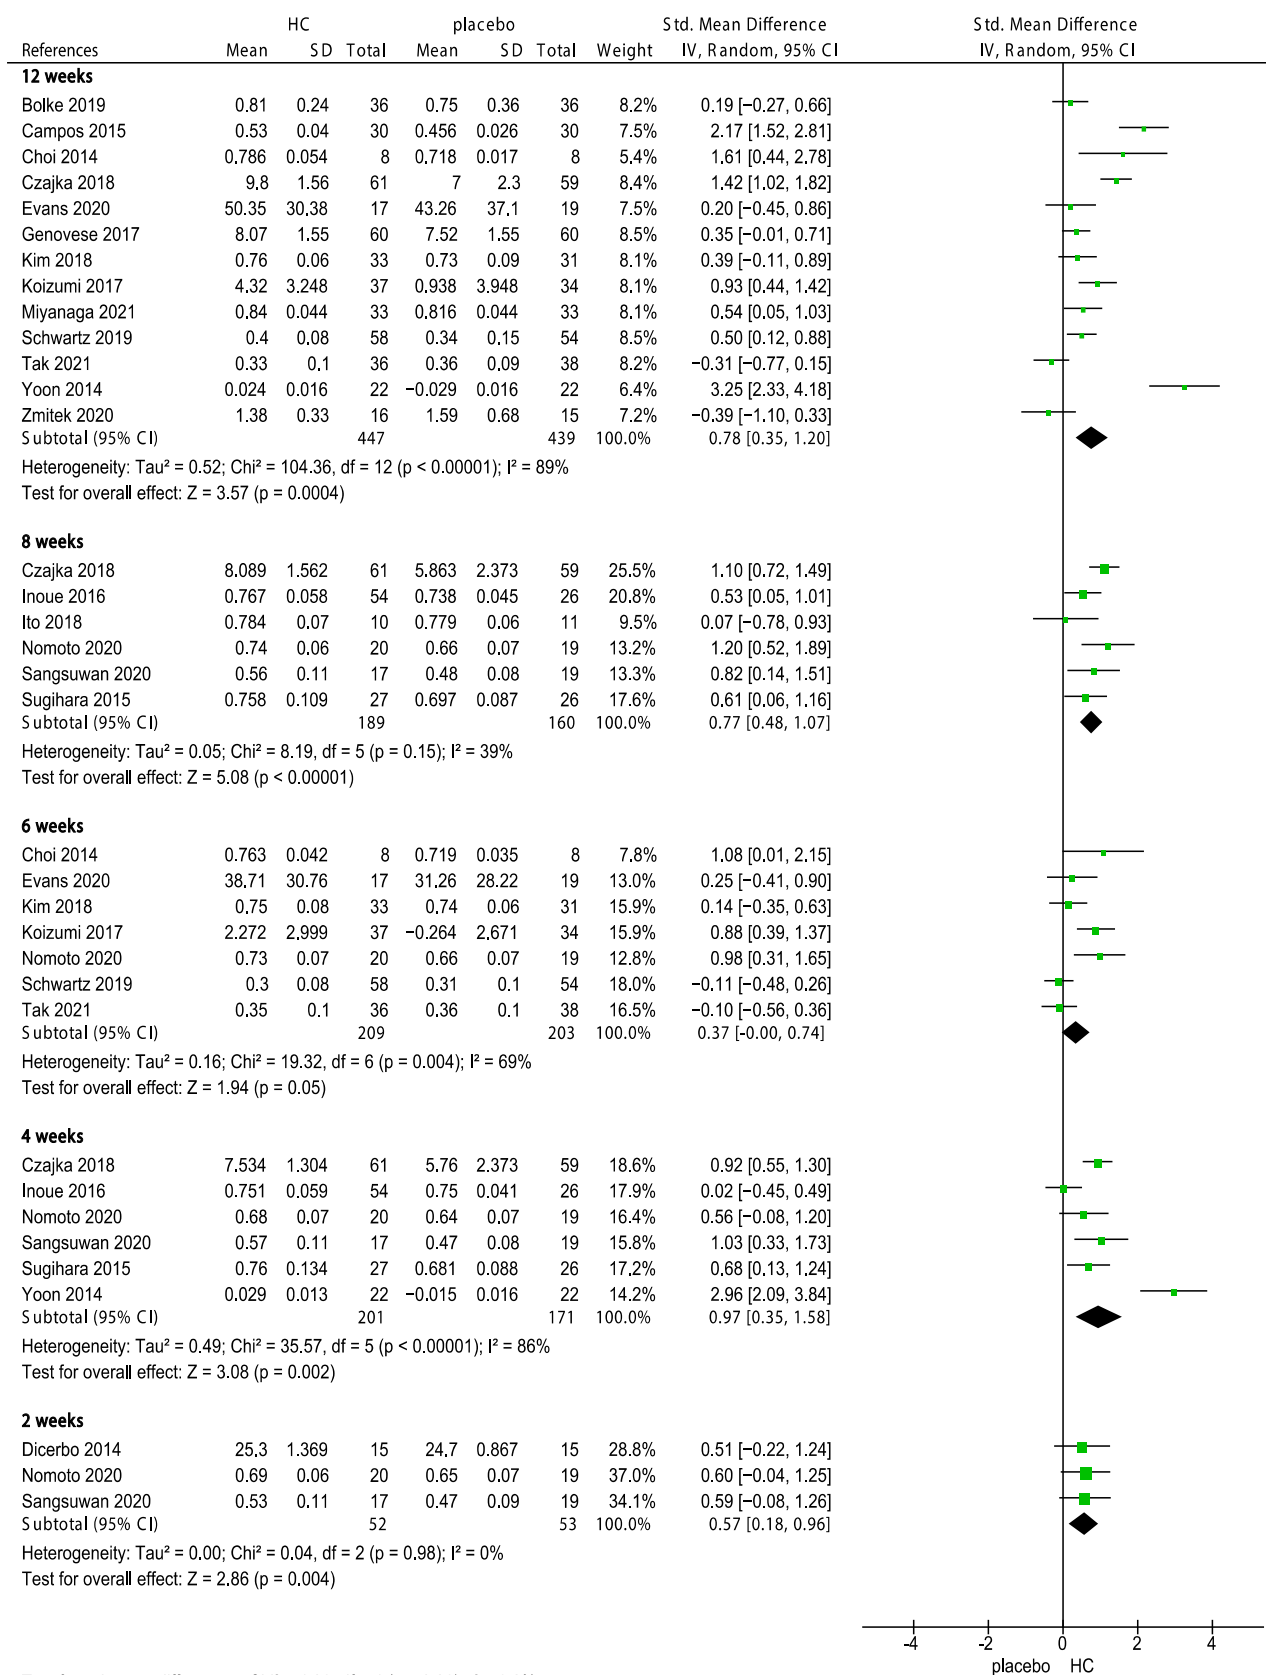 HC placebo Std. Mean Difference Std. Mean Difference
References Mean SD Total Mean SD Total Weight IV, Random, 95% CI IV, Random, 95% CI
12 weeks
Bolke 2019 0.81 0.24 36 0.75 0.36 36 8.2% 0.19 [−0.27, 0.66]
Campos 2015 0.53 0.04 30 0.456 0.026 30 7.5% 2.17 [1.52, 2.81]
Choi 2014 0.786 0.054 8 0.718 0.017 8 5.4% 1.61 [0.44, 2.78]
Czajka 2018 9.8 1.56 61 7 2.3 59 8.4% 1.42 [1.02, 1.82]
Evans 2020 50.35 30.38 17 43.26 37.1 19 7.5% 0.20 [−0.45, 0.86]
Genovese 2017 8.07 1.55 60 7.52 1.55 60 8.5% 0.35 [−0.01, 0.71]
Kim 2018 0.76 0.06 33 0.73 0.09 31 8.1% 0.39 [−0.11, 0.89]
Koizumi 2017 4.32 3.248 37 0.938 3.948 34 8.1% 0.93 [0.44, 1.42]
Miyanaga 2021 0.84 0.044 33 0.816 0.044 33 8.1% 0.54 [0.05, 1.03]
Schwartz 2019 0.4 0.08 58 0.34 0.15 54 8.4% 0.50 [0.12, 0.88]
Tak 2021 0.33 0.1 36 0.36 0.09 38 8.2% −0.31 [−0.77, 0.15]
Yoon 2014 0.024 0.016 22 −0.029 0.016 22 6.4% 3.25 [2.33, 4.18]
Zmitek 2020 1.38 0.33 16 1.59 0.68 15 7.2% −0.39 [−1.10, 0.33]
Subtotal (95% CI) 447 439 100.0% 0.78 [0.35, 1.20]
Heterogeneity: Tau² = 0.52; Chi² = 104.36, df = 12 (p < 0.00001); I² = 89%
Test for overall effect: Z = 3.57 (p = 0.0004)
8 weeks
Czajka 2018 8.089 1.562 61 5.863 2.373 59 25.5% 1.10 [0.72, 1.49]
Inoue 2016 0.767 0.058 54 0.738 0.045 26 20.8% 0.53 [0.05, 1.01]
Ito 2018 0.784 0.07 10 0.779 0.06 11 9.5% 0.07 [−0.78, 0.93]
Nomoto 2020 0.74 0.06 20 0.66 0.07 19 13.2% 1.20 [0.52, 1.89]
Sangsuwan 2020 0.56 0.11 17 0.48 0.08 19 13.3% 0.82 [0.14, 1.51]
Sugihara 2015 0.758 0.109 27 0.697 0.087 26 17.6% 0.61 [0.06, 1.16]
Subtotal (95% CI) 189 160 100.0% 0.77 [0.48, 1.07]
Heterogeneity: Tau² = 0.05; Chi² = 8.19, df = 5 (p = 0.15); I² = 39%
Test for overall effect: Z = 5.08 (p < 0.00001)
6 weeks
Choi 2014 0.763 0.042 8 0.719 0.035 8 7.8% 1.08 [0.01, 2.15]
Evans 2020 38.71 30.76 17 31.26 28.22 19 13.0% 0.25 [−0.41, 0.90]
Kim 2018 0.75 0.08 33 0.74 0.06 31 15.9% 0.14 [−0.35, 0.63]
Koizumi 2017 2.272 2.999 37 −0.264 2.671 34 15.9% 0.88 [0.39, 1.37]
Nomoto 2020 0.73 0.07 20 0.66 0.07 19 12.8% 0.98 [0.31, 1.65]
Schwartz 2019 0.3 0.08 58 0.31 0.1 54 18.0% −0.11 [−0.48, 0.26]
Tak 2021 0.35 0.1 36 0.36 0.1 38 16.5% −0.10 [−0.56, 0.36]
Subtotal (95% CI) 209 203 100.0% 0.37 [-0.00, 0.74]
Heterogeneity: Tau² = 0.16; Chi² = 19.32, df = 6 (p = 0.004); I² = 69%
Test for overall effect: Z = 1.94 (p = 0.05)
4 weeks
Czajka 2018 7.534 1.304 61 5.76 2.373 59 18.6% 0.92 [0.55, 1.30]
Inoue 2016 0.751 0.059 54 0.75 0.041 26 17.9% 0.02 [−0.45, 0.49]
Nomoto 2020 0.68 0.07 20 0.64 0.07 19 16.4% 0.56 [−0.08, 1.20]
Sangsuwan 2020 0.57 0.11 17 0.47 0.08 19 15.8% 1.03 [0.33, 1.73]
Sugihara 2015 0.76 0.134 27 0.681 0.088 26 17.2% 0.68 [0.13, 1.24]
Yoon 2014 0.029 0.013 22 −0.015 0.016 22 14.2% 2.96 [2.09, 3.84]
Subtotal (95% CI) 201 171 100.0% 0.97 [0.35, 1.58]
Heterogeneity: Tau² = 0.49; Chi² = 35.57, df = 5 (p < 0.00001); I² = 86%
Test for overall effect: Z = 3.08 (p = 0.002)
2 weeks
Dicerbo 2014 25.3 1.369 15 24.7 0.867 15 28.8% 0.51 [−0.22, 1.24]
Nomoto 2020 0.69 0.06 20 0.65 0.07 19 37.0% 0.60 [−0.04, 1.25]
Sangsuwan 2020 0.53 0.11 17 0.47 0.09 19 34.1% 0.59 [−0.08, 1.26]
Subtotal (95% CI) 52 53 100.0% 0.57 [0.18, 0.96]
Heterogeneity: Tau² = 0.00; Chi² = 0.04, df = 2 (p = 0.98); I² = 0%
Test for overall effect: Z = 2.86 (p = 0.004)
-4 -2 0 2 4
placebo HC